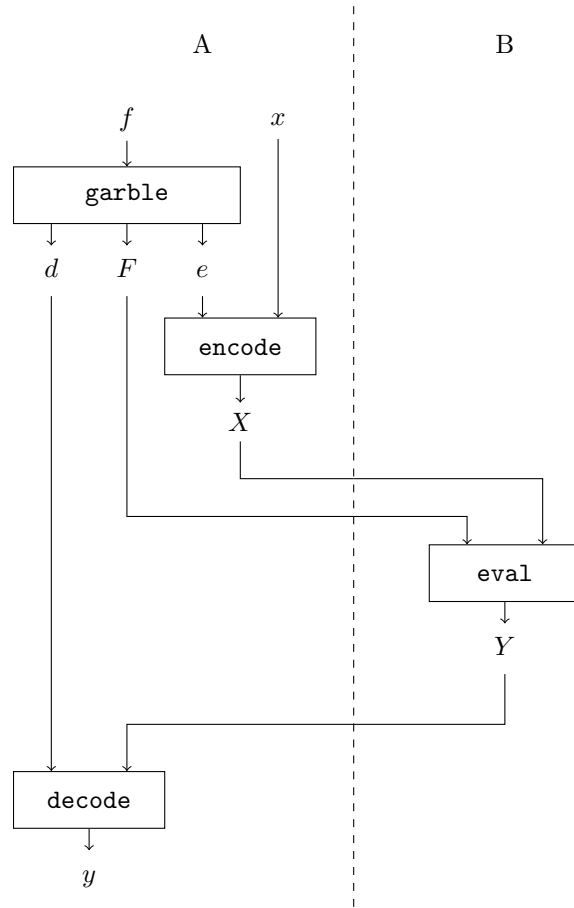 A B
f x
garble
d F e
encode
X
eval
Y
decode
y